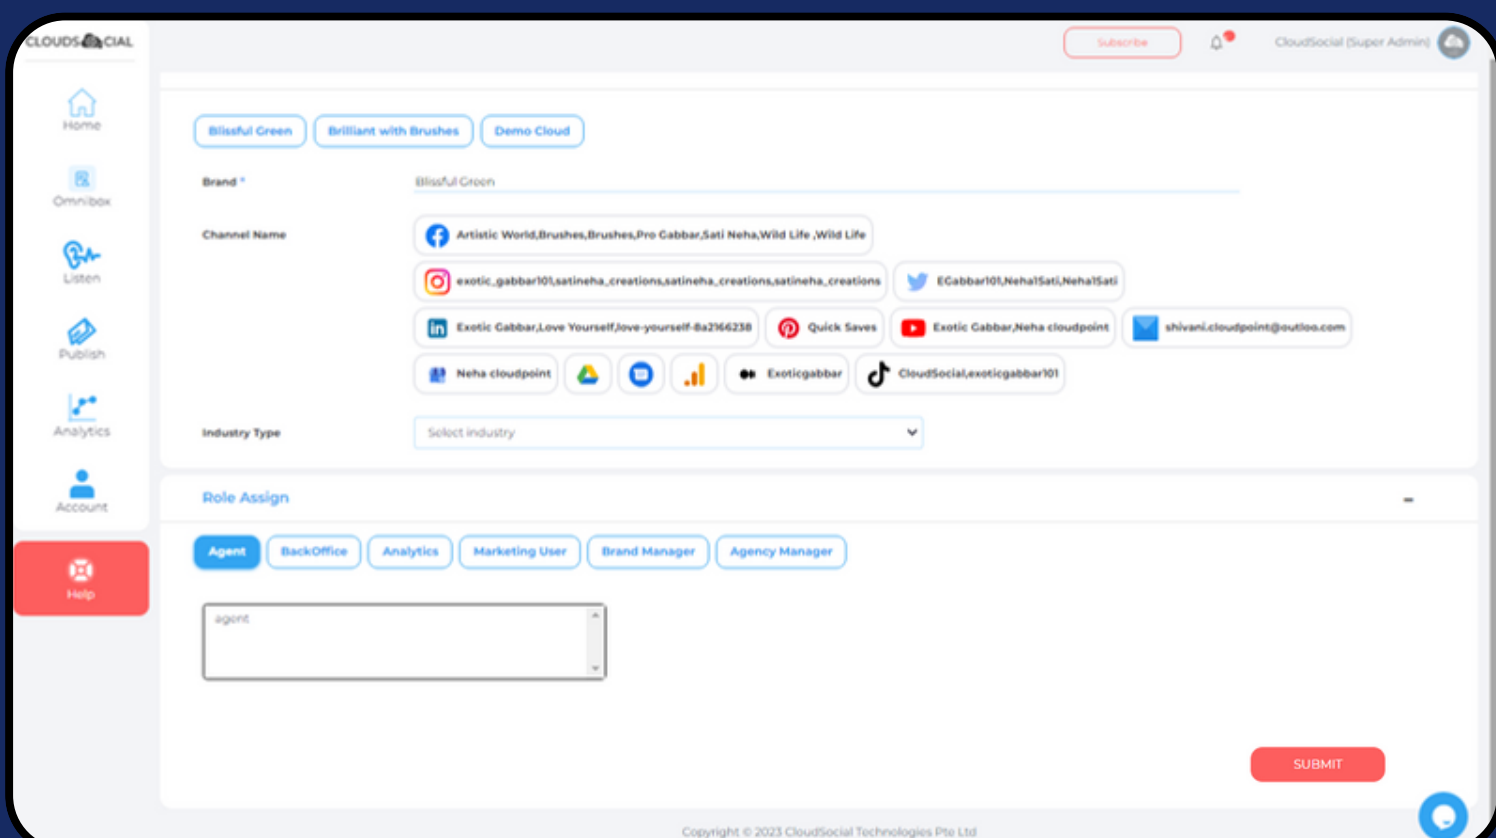 CLOUDSOCIAL
Subscribe
CloudSocial (Super Admin)
Home
Omnibox
Listen
Publish
Analytics
Account
Help
Blissful Green
Brilliant with Brushes
Demo Cloud
Brand *
Blissful Green
Channel Name
Artistic World,Brushes,Brushes,Pro Gabbar,Sati Neha,Wild Life ,Wild Life
exotic_gabbar101,satineha_creations,satineha_creations,satineha_creations
EGabbar101,Neha1Sati,Neha1Sati
Exotic Gabbar,Love Yourself,love-yourself-8a2166238
Quick Saves
Exotic Gabbar,Neha cloudpoint
shivani.cloudpoint@outloo.com
Neha cloudpoint
Exoticgabbar
CloudSocial,exoticgabbar101
Industry Type
Select industry
Role Assign
Agent
BackOffice
Analytics
Marketing User
Brand Manager
Agency Manager
agent
SUBMIT
Copyright © 2023 CloudSocial Technologies Pte Ltd